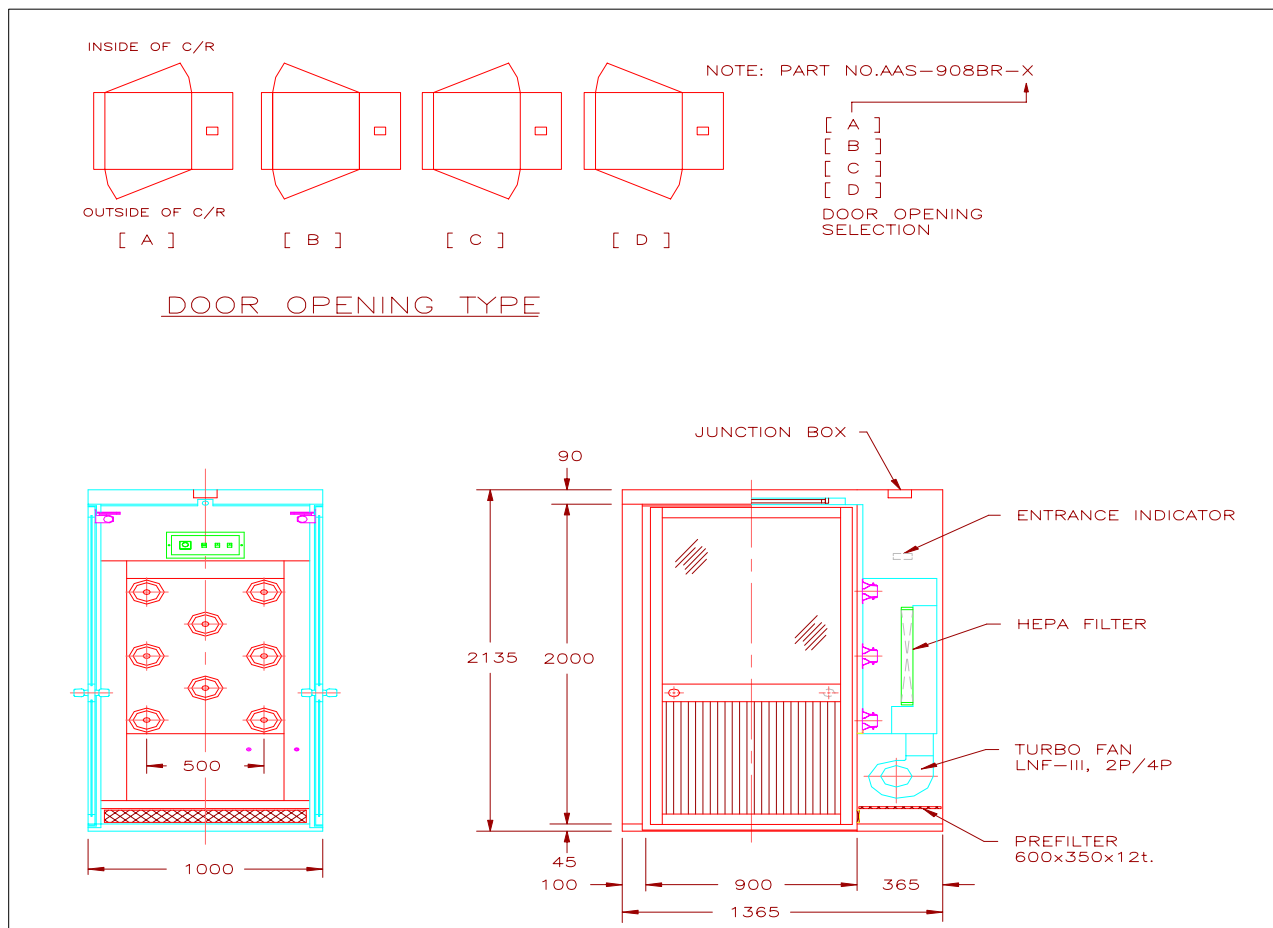 INSIDE OF C/R
OUTSIDE OF C/R
[ A ]
[ B ]
[ C ]
[ D ]
DOOR OPENING TYPE
NOTE: PART NO.AAS-908BR-X
[ A ]
[ B ]
[ C ]
[ D ]
DOOR OPENING
SELECTION
500
1000
JUNCTION BOX
90
2135
2000
45
100
900
365
1365
ENTRANCE INDICATOR
HEPA FILTER
TURBO FAN
LNF-III, 2P/4P
PREFILTER
600x350x12t.